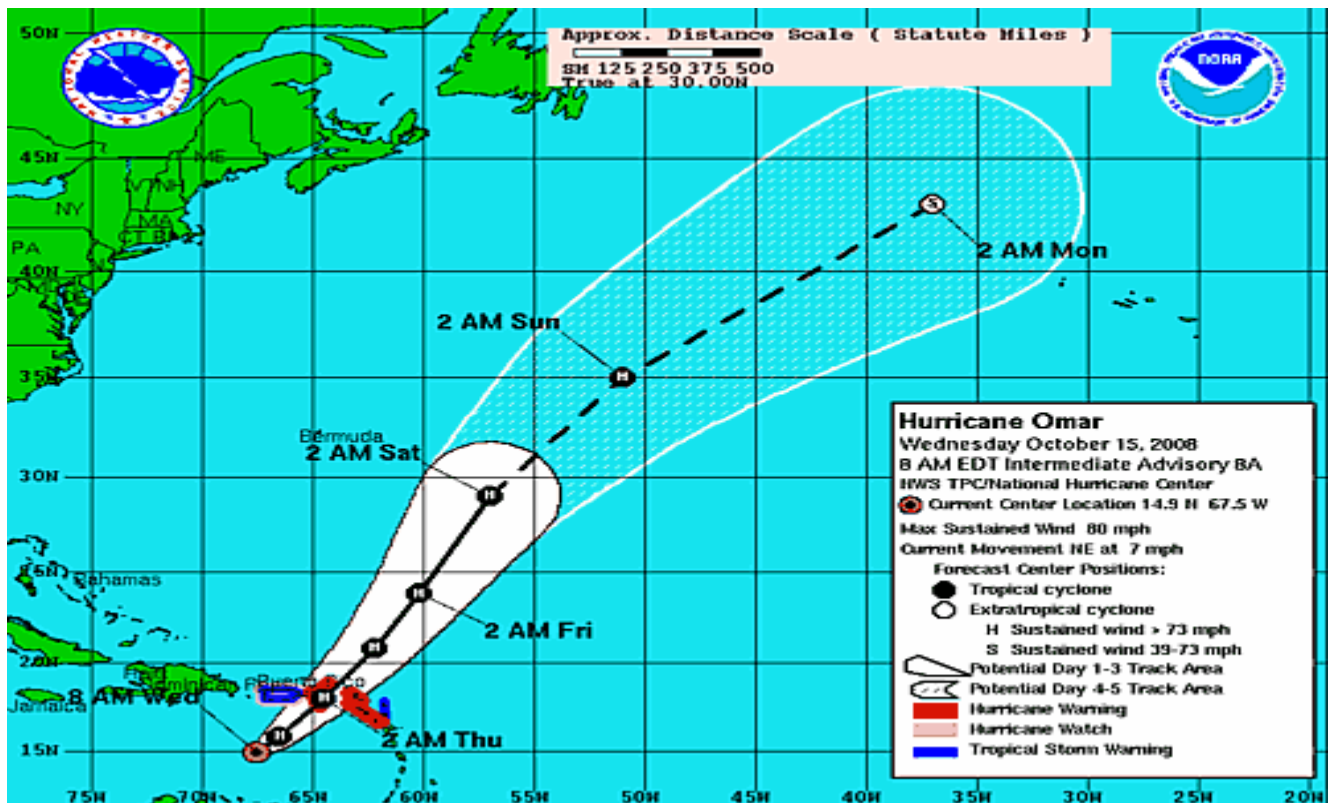 Approx. Distance Scale ( Statute Miles )
SM 125 250 375 500
True at 30.00N
NATIONAL WEATHER SERVICE
NOAA
50N
45N
40N
35N
30N
25N
20N
15N
ME
VT NH
NY
MA
CT
PA
2 AM Mon
2 AM Sun
Bermuda
2 AM Sat
2 AM Fri
Bahamas
Jamaica
8 AM Wed
2 AM Thu
Hurricane Omar
Wednesday October 15, 2008
8 AM EDT Intermediate Advisory 8A
NWS TPC/National Hurricane Center
Current Center Location 14.9 N 67.5 W
Max Sustained Wind 80 mph
Current Movement NE at 7 mph
Forecast Center Positions:
Tropical cyclone
Extratropical cyclone
H Sustained wind > 73 mph
S Sustained wind 39-73 mph
Potential Day 1-3 Track Area
Potential Day 4-5 Track Area
Hurricane Warning
Hurricane Watch
Tropical Storm Warning
75W 70W 65W 60W 55W 50W 45W 40W 35W 30W 25W 20W